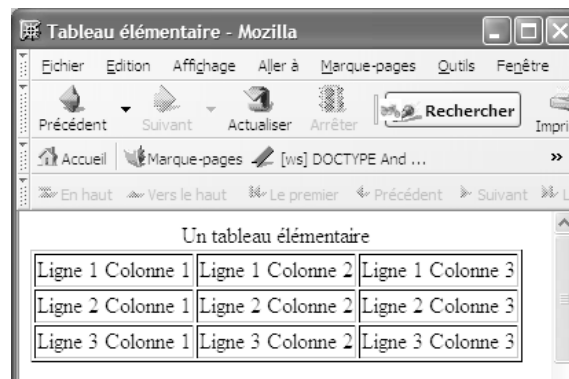 Tableau élémentaire - Mozilla
Fichier Edition Affichage Aller à Marque-pages Outils Fenêtre
Précédent Suivant Actualiser Arrêter Rechercher Impri
Accueil Marque-pages [ws] DOCTYPE And ... »
En haut Vers le haut Le premier Précédent Suivant L
Un tableau élémentaire
Ligne 1 Colonne 1 Ligne 1 Colonne 2 Ligne 1 Colonne 3
Ligne 2 Colonne 1 Ligne 2 Colonne 2 Ligne 2 Colonne 3
Ligne 3 Colonne 1 Ligne 3 Colonne 2 Ligne 3 Colonne 3